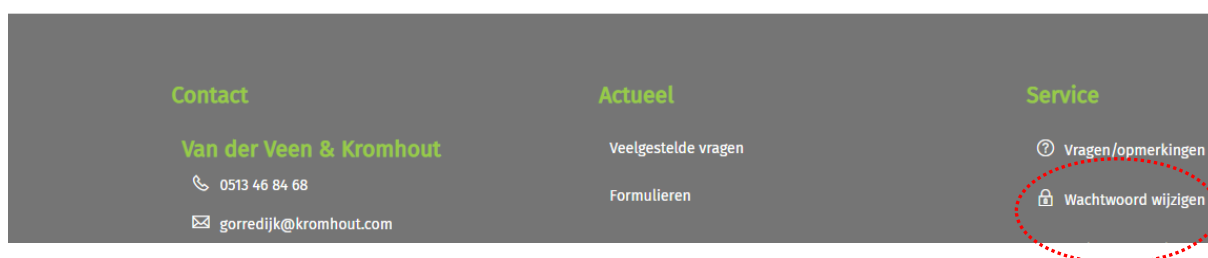 Contact
Van der Veen & Kromhout
0513 46 84 68
gorredijk@kromhout.com
Actueel
Veelgestelde vragen
Formulieren
Service
Vragen/opmerkingen
Wachtwoord wijzigen